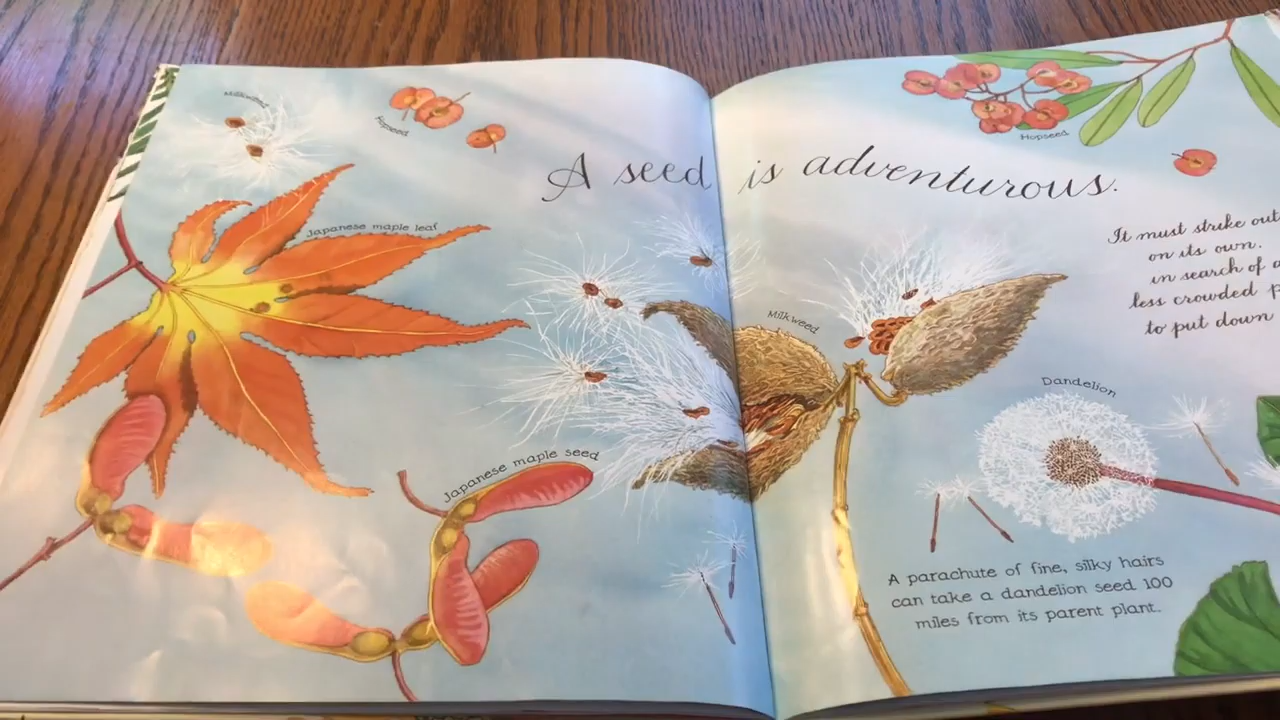 Milkweed
Hopseed
Japanese maple leaf
A seed is adventurous.
Hopseed
It must strike out
on its own.
in search of a
less crowded
to put down
Milkweed
Dandelion
Japanese maple seed
A parachute of fine, silky hairs
can take a dandelion seed 100
miles from its parent plant.